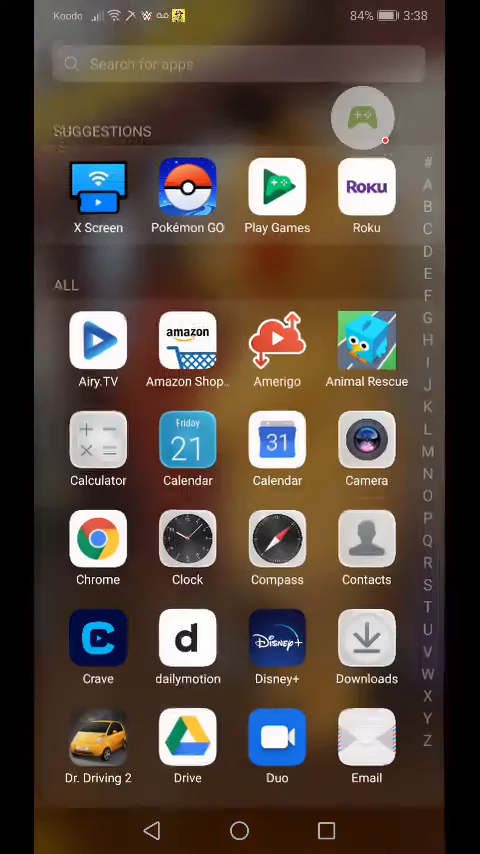 Koodo 84% 3:38
Search for apps
SUGGESTIONS
#
A
B
C
D
E
F
G
H
I
J
K
L
M
N
O
P
Q
R
S
T
U
V
W
X
Y
Z
Roku
X Screen Pokémon GO Play Games Roku
ALL
amazon
Airy.TV Amazon Shop.. Amerigo Animal Rescue
Friday
21 31
Calculator Calendar Calendar Camera
Chrome Clock Compass Contacts
C d Disney+
Crave dailymotion Disney+ Downloads
Dr. Driving 2 Drive Duo Email